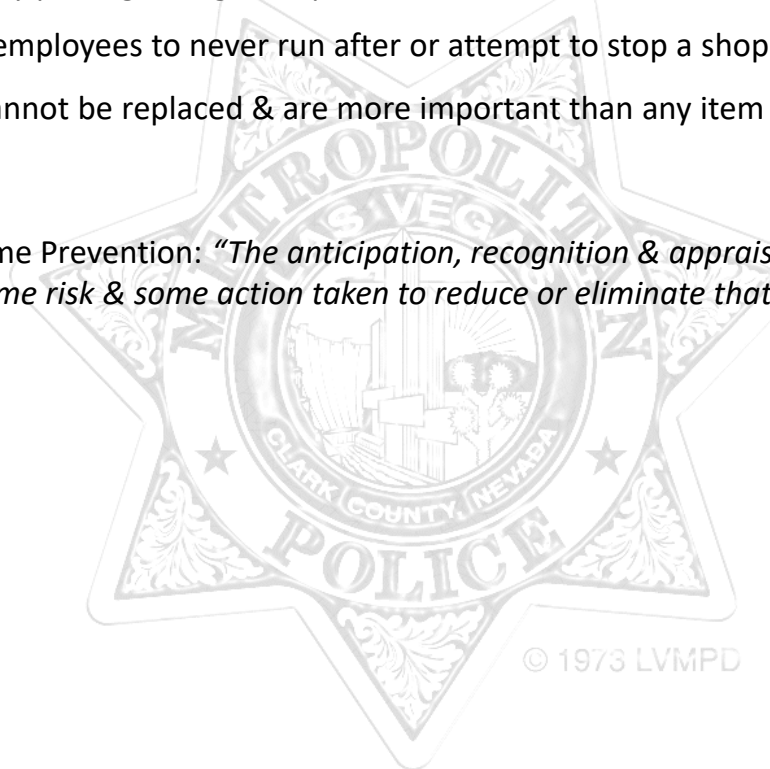 employees to never run after or attempt to stop a shop
nnot be replaced & are more important than any item
me Prevention: “The anticipation, recognition & apprais
me risk & some action taken to reduce or eliminate that
METROPOLITAN
LAS VEGAS
CLARK COUNTY, NEVADA
POLICE
© 1973 LVMPD